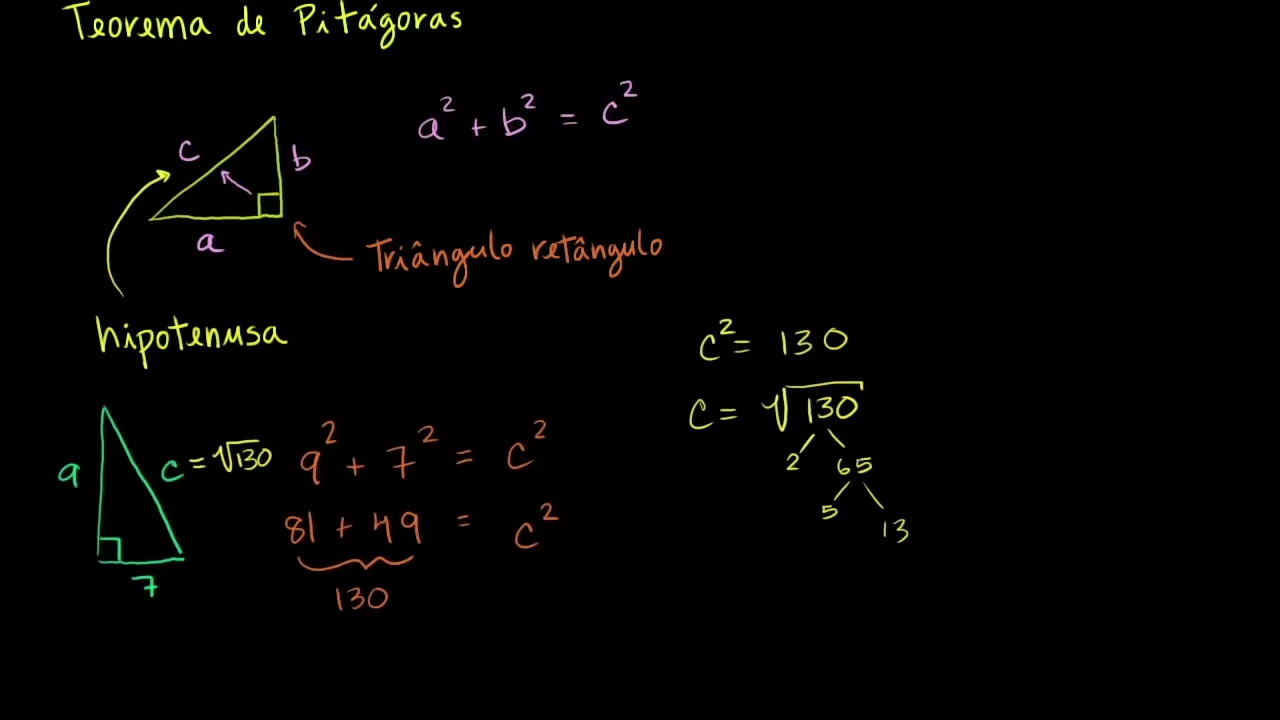 Teorema de Pitágoras
a² + b² = c²
c
b
a
Triângulo retângulo
hipotenusa
c² = 130
c = √130
2 65
5 13
9
c = √130
7
9² + 7² = c²
81 + 49 = c²
130